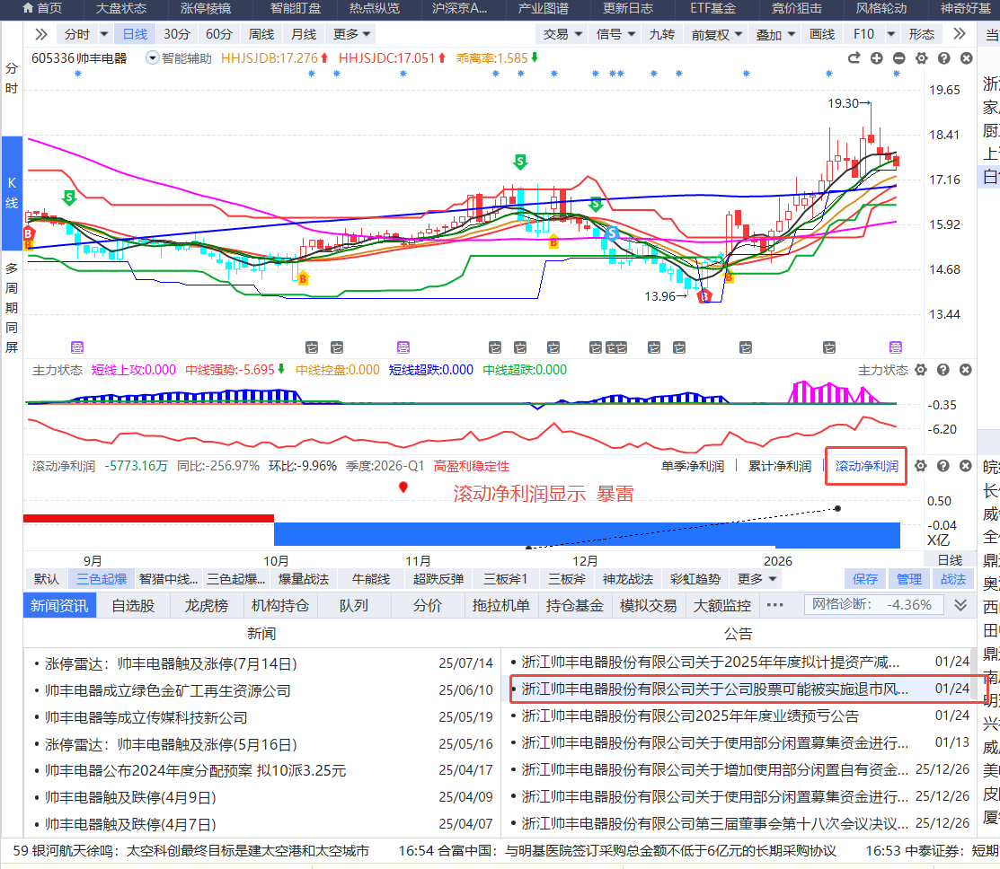 首页 大盘状态 涨停棱镜 智能盯盘 热点纵览 沪深京A... 产业图谱 更新日志 ETF基金 竞价狙击 风格轮动 神奇好基
分时 日线 30分 60分 周线 月线 更多 交易 信号 九转 前复权 叠加 画线 F10 形态 当
605336 帅丰电器 智能辅助 HHJSJDB:17.276 HHJSJDC:17.051 乖离率:1.585
分时
K线
多周期同屏
19.30
19.65
18.41
17.16
15.92
14.68
13.44
13.96
S S S S
B B B B B B
主力状态 短线上攻:0.000 中线强势:-5.695 中线控盘:0.000 短线超跌:0.000 中线超跌:0.000 主力状态
-0.35
-6.20
滚动净利润 -5773.16万 同比:-256.97% 环比:-9.96% 季度:2026-Q1 高盈利稳定性 单季净利润 累计净利润 滚动净利润
滚动净利润显示 暴雷
0.50
-0.04
X亿
9月 10月 11月 12月 2026 日线
默认 三色起爆 智猎中线... 三色起爆... 爆量战法 牛能线 超跌反弹 三板斧1 三板斧 神龙战法 彩虹趋势 更多 保存 管理 战法
新闻资讯 自选股 龙虎榜 机构持仓 队列 分价 拖拉机单 持仓基金 模拟交易 大额监控 ... 网格诊断: -4.36%
新闻 公告
涨停雷达：帅丰电器触及涨停(7月14日) 25/07/14
帅丰电器成立绿色金矿工再生资源公司 25/06/10
帅丰电器等成立传媒科技新公司 25/05/19
涨停雷达：帅丰电器触及涨停(5月16日) 25/05/16
帅丰电器公布2024年度分配预案 拟10派3.25元 25/04/17
帅丰电器触及跌停(4月9日) 25/04/09
帅丰电器触及跌停(4月7日) 25/04/07
浙江帅丰电器股份有限公司关于2025年年度拟计提资产减... 01/24
浙江帅丰电器股份有限公司关于公司股票可能被实施退市风... 01/24
浙江帅丰电器股份有限公司2025年年度业绩预亏公告 01/24
浙江帅丰电器股份有限公司关于使用部分闲置募集资金进行... 01/13
浙江帅丰电器股份有限公司关于增加使用部分闲置自有资金... 25/12/26
浙江帅丰电器股份有限公司关于使用部分闲置募集资金进行... 25/12/26
浙江帅丰电器股份有限公司第三届董事会第十八次会议决议... 25/12/26
59 银河航天徐鸣：太空科创最终目标是建太空港和太空城市 16:54 合富中国：与明基医院签订采购总金额不低于6亿元的长期采购协议 16:53 中泰证券：短期